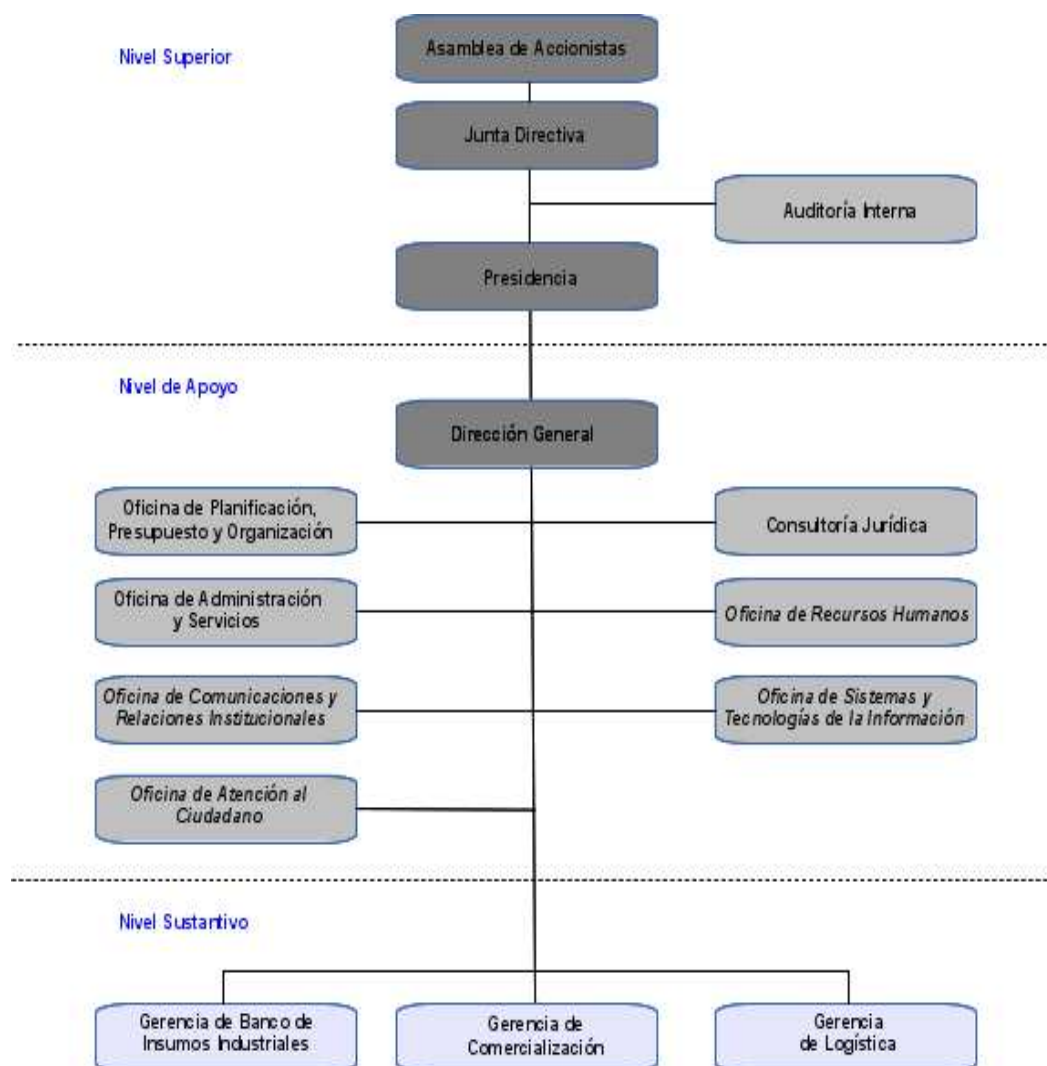 Nivel Superior
Asamblea de Accionistas
Junta Directiva
Auditoría Interna
Presidencia
Nivel de Apoyo
Dirección General
Oficina de Planificación,
Presupuesto y Organización
Consultoría Jurídica
Oficina de Administración
y Servicios
Oficina de Recursos Humanos
Oficina de Comunicaciones y
Relaciones Institucionales
Oficina de Sistemas y
Tecnologías de la Información
Oficina de Atención al
Ciudadano
Nivel Sustantivo
Gerencia de Banco de
Insumos Industriales
Gerencia de
Comercialización
Gerencia
de Logística